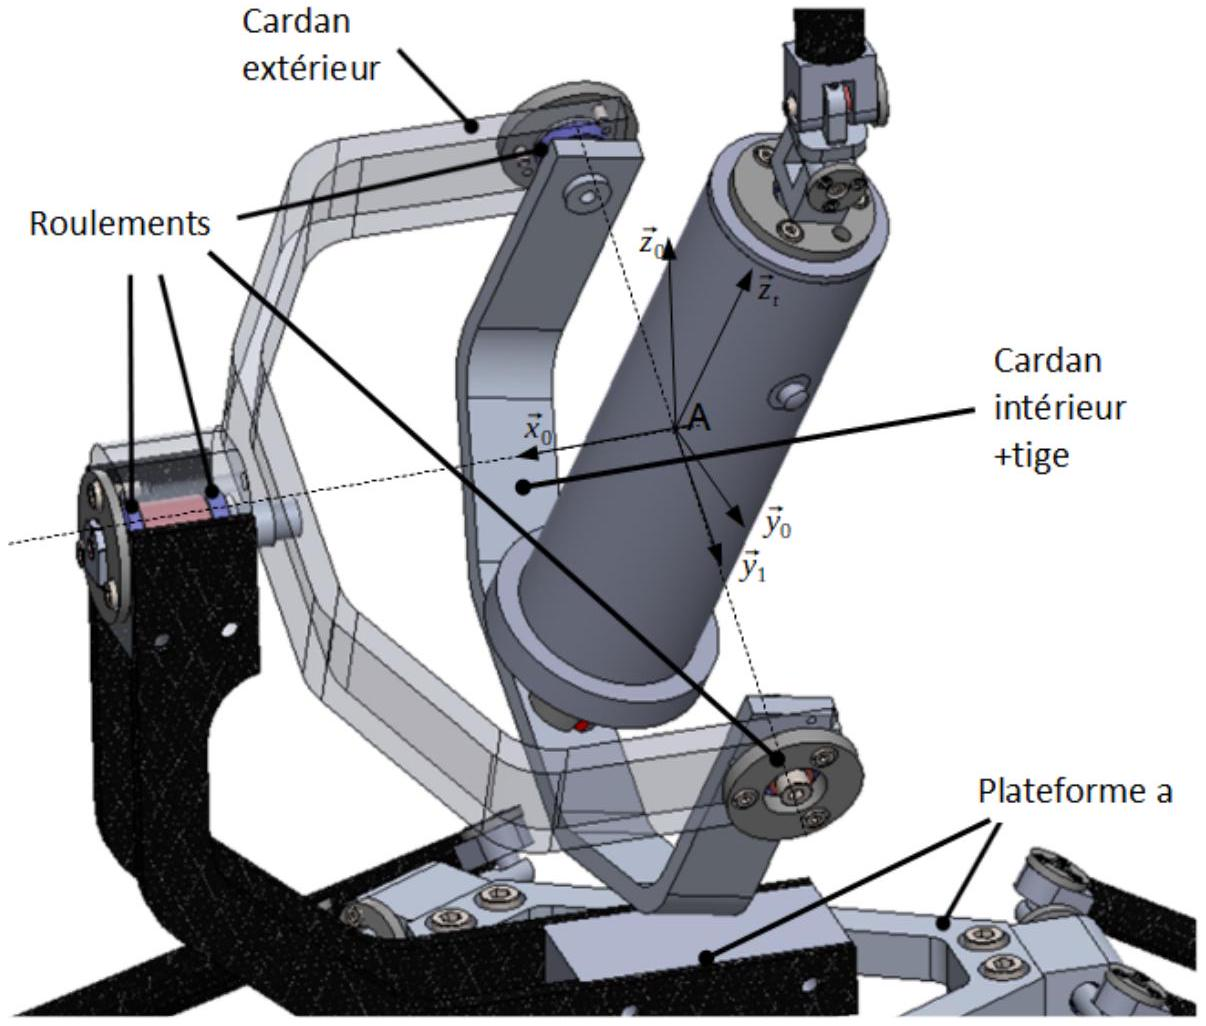 Cardan
extérieur
Roulements
z⃗₀
z⃗ₜ
A
x⃗₀
Cardan
intérieur
+tige
y⃗₀
y⃗₁
Plateforme a